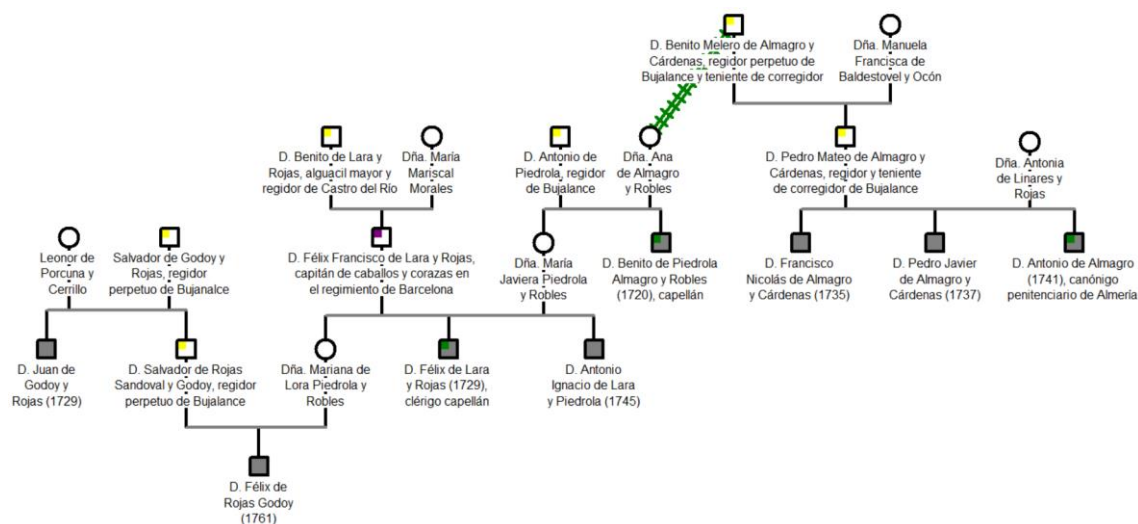 D. Benito Melero de Almagro y
Cárdenas, regidor perpetuo de
Bujalance y teniente de corregidor
Dña. Manuela
Francisca de
Baldestovel y Ocón
D. Benito de Lara y
Rojas, alguacil mayor y
regidor de Castro del Río
Dña. María
Mariscal
Morales
D. Antonio de
Piedrola, regidor
de Bujalance
Dña. Ana
de Almagro
y Robles
D. Pedro Mateo de Almagro y
Cárdenas, regidor y teniente
de corregidor de Bujalance
Dña. Antonia
de Linares y
Rojas
Leonor de
Porcuna y
Cerrillo
Salvador de Godoy y
Rojas, regidor
perpetuo de Bujanalce
D. Félix Francisco de Lara y Rojas,
capitán de caballos y corazas en
el regimiento de Barcelona
Dña. María
Javiera Piedrola
y Robles
D. Benito de Piedrola
Almagro y Robles
(1720), capellán
D. Francisco
Nicolás de Almagro
y Cárdenas (1735)
D. Pedro Javier
de Almagro y
Cárdenas (1737)
D. Antonio de Almagro
(1741), canónigo
penitenciario de Almería
D. Juan de
Godoy y
Rojas (1729)
D. Salvador de Rojas
Sandoval y Godoy, regidor
perpetuo de Bujalance
Dña. Mariana de
Lora Piedrola y
Robles
D. Félix de Lara
y Rojas (1729),
clérigo capellán
D. Antonio
Ignacio de Lara
y Piedrola (1745)
D. Félix de
Rojas Godoy
(1761)